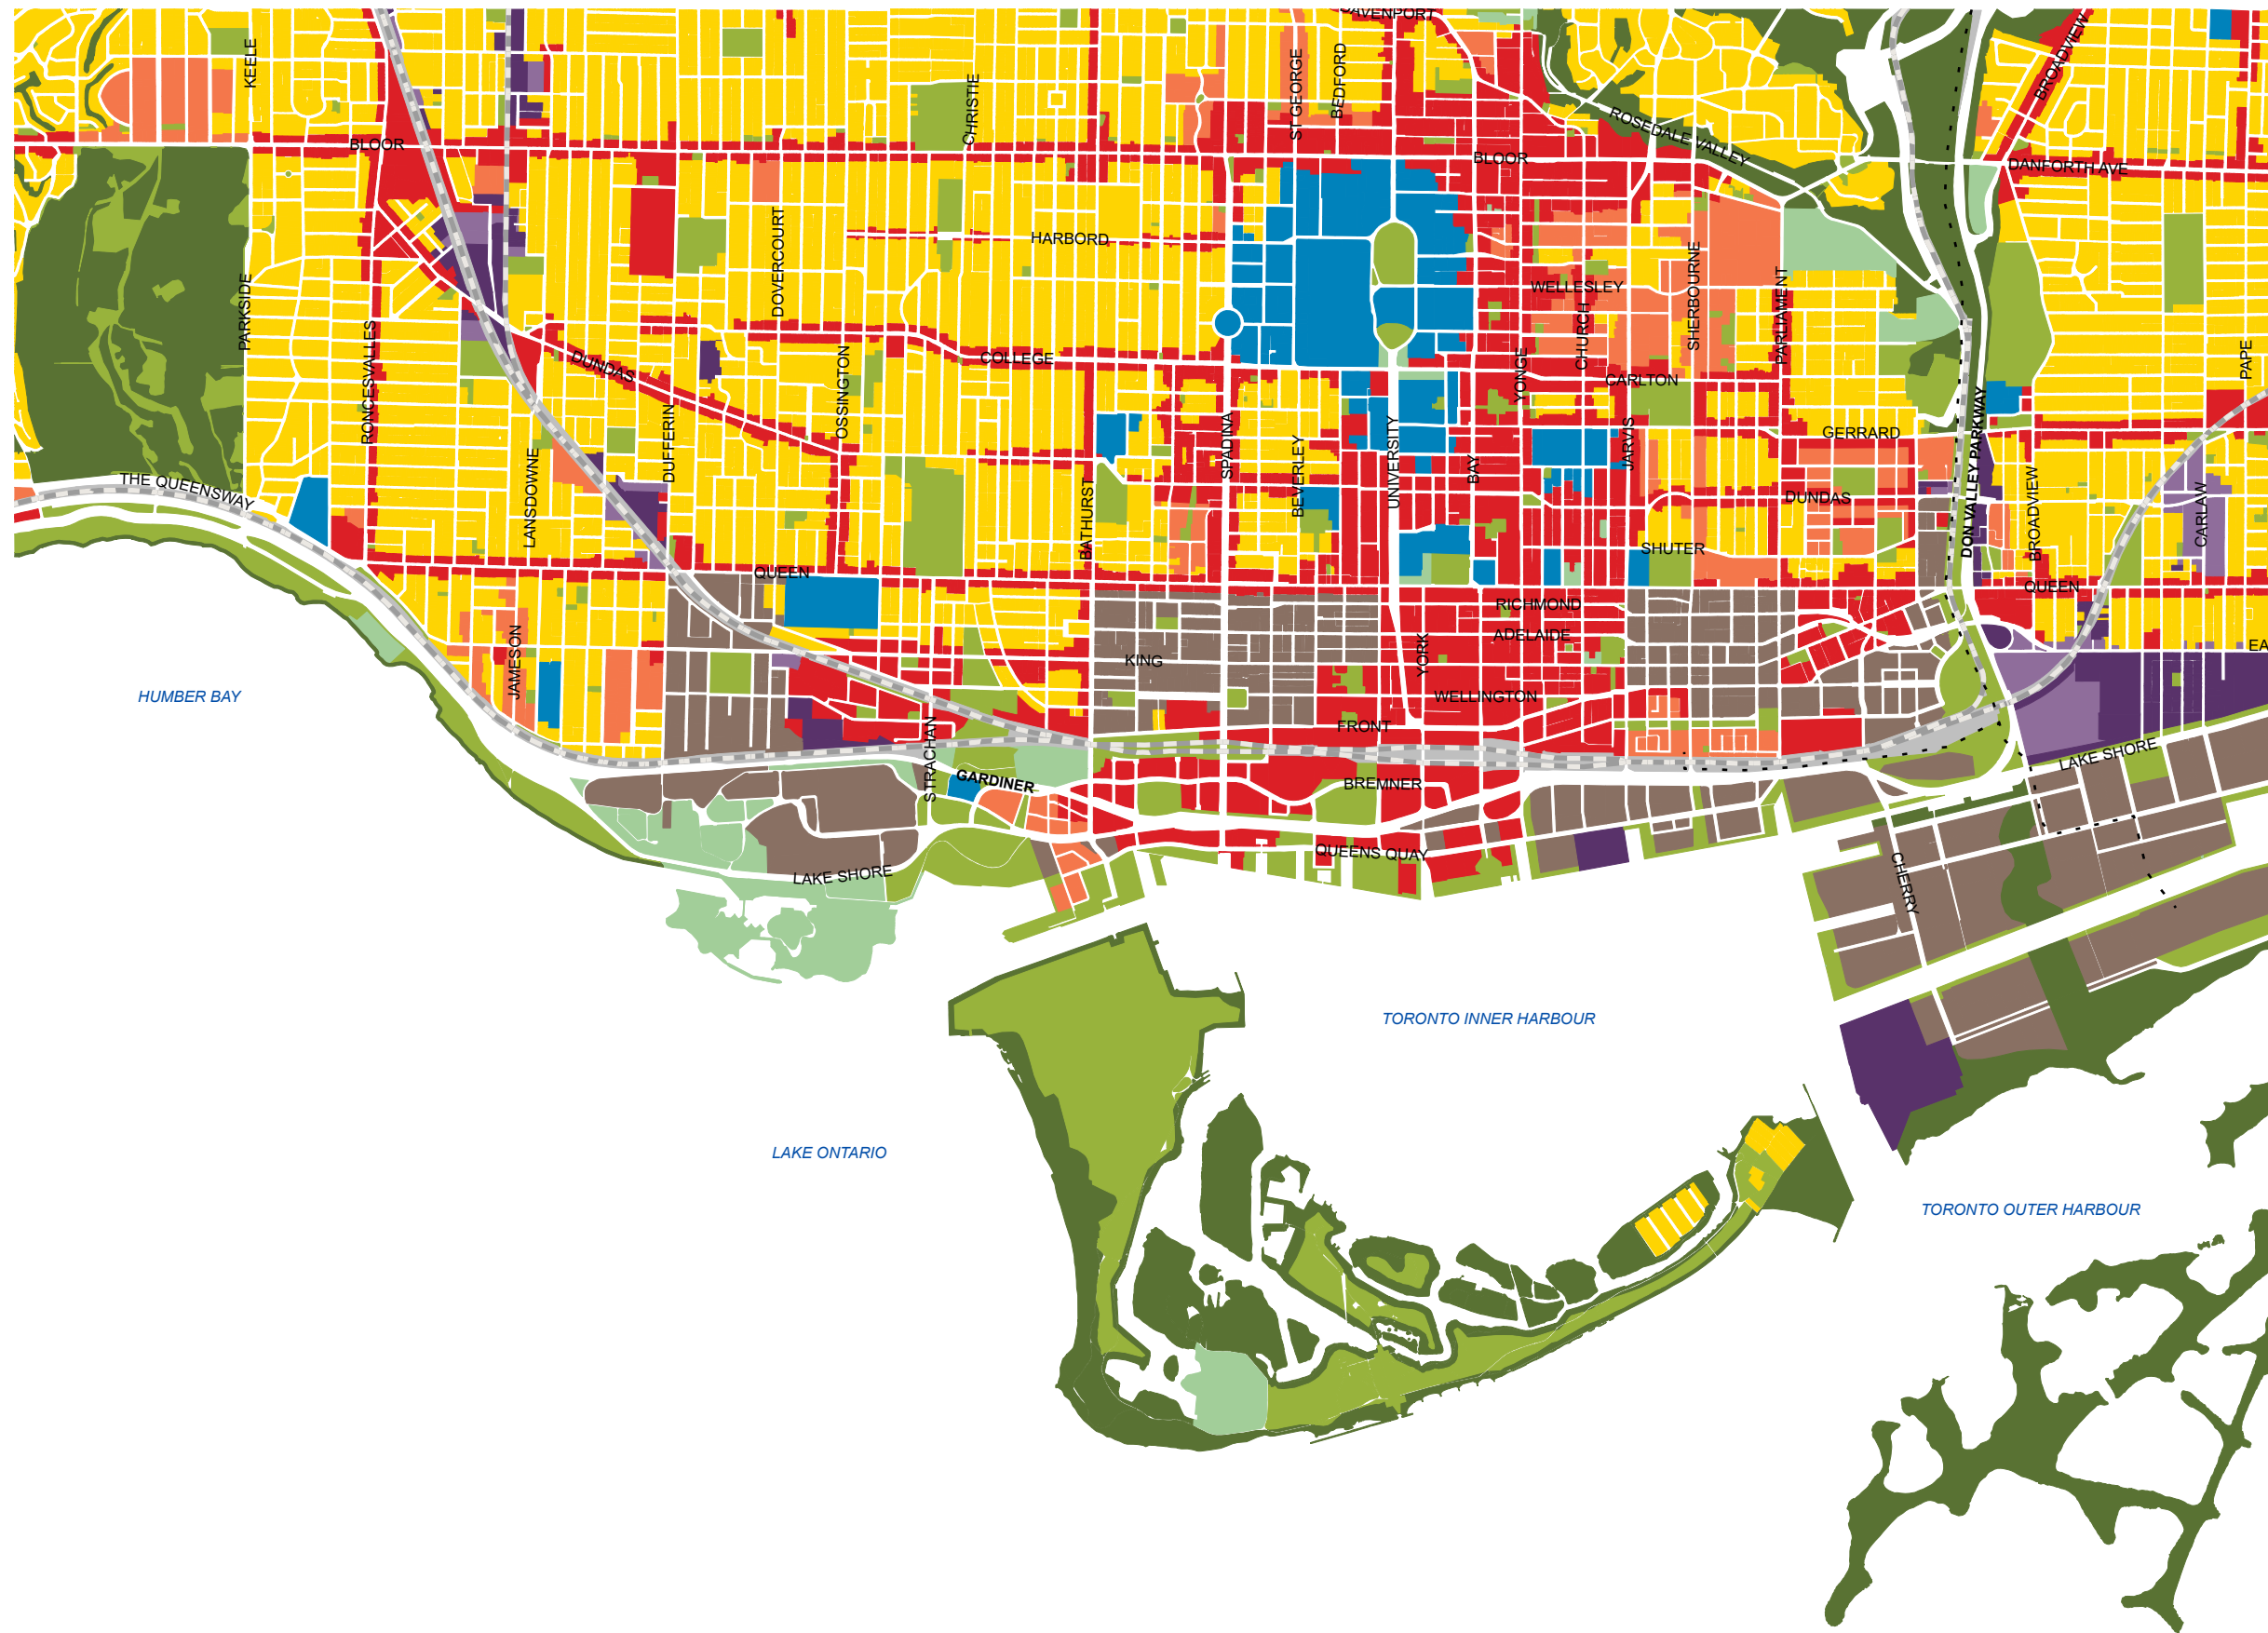 AVENPORT
KEELE
BROADVIEW
ST GEORGE
BEDFORD
CHRISTIE
ROSEDALE VALLEY
BLOOR
BLOOR
DANFORTH AVE
HARBORD
DOVERCOURT
SHERBOURNE
PARKSIDE
WELLESLEY
PARLIAMENT
CHURCH
RONCESVALLES
DUNDAS
COLLEGE
OSSINGTON
YONGE
CARLTON
PAPE
DUFFERIN
SPADINA
BEVERLEY
UNIVERSITY
BAY
JARVIS
GERRARD
DON VALLEY PARKWAY
THE QUEENSWAY
LANSDOWNE
BATHURST
DUNDAS
BROADVIEW
CARLAW
SHUTER
QUEEN
QUEEN
RICHMOND
ADELAIDE
JAMESON
KING
YORK
EA
HUMBER BAY
WELLINGTON
FRONT
STRACHAN
LAKE SHORE
GARDINER
BREMNER
QUEENS QUAY
LAKE SHORE
CHERRY
TORONTO INNER HARBOUR
LAKE ONTARIO
TORONTO OUTER HARBOUR